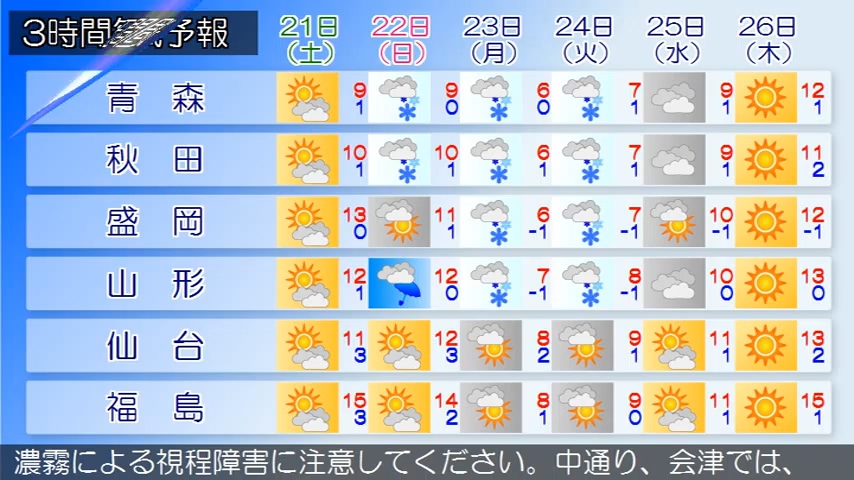 3時間 予報
21日 22日 23日 24日 25日 26日
(土) (日) (月) (火) (水) (木)
青森 9 1 9 0 6 0 7 1 9 1 12 1
秋田 10 1 10 1 6 1 7 1 9 1 11 2
盛岡 13 0 11 1 6 -1 7 -1 10 -1 12 -1
山形 12 1 12 0 7 -1 8 -1 10 0 13 0
仙台 11 3 12 3 8 2 9 1 11 1 13 2
福島 15 3 14 2 8 1 9 0 11 1 15 1
濃霧による視程障害に注意してください。中通り、会津では、